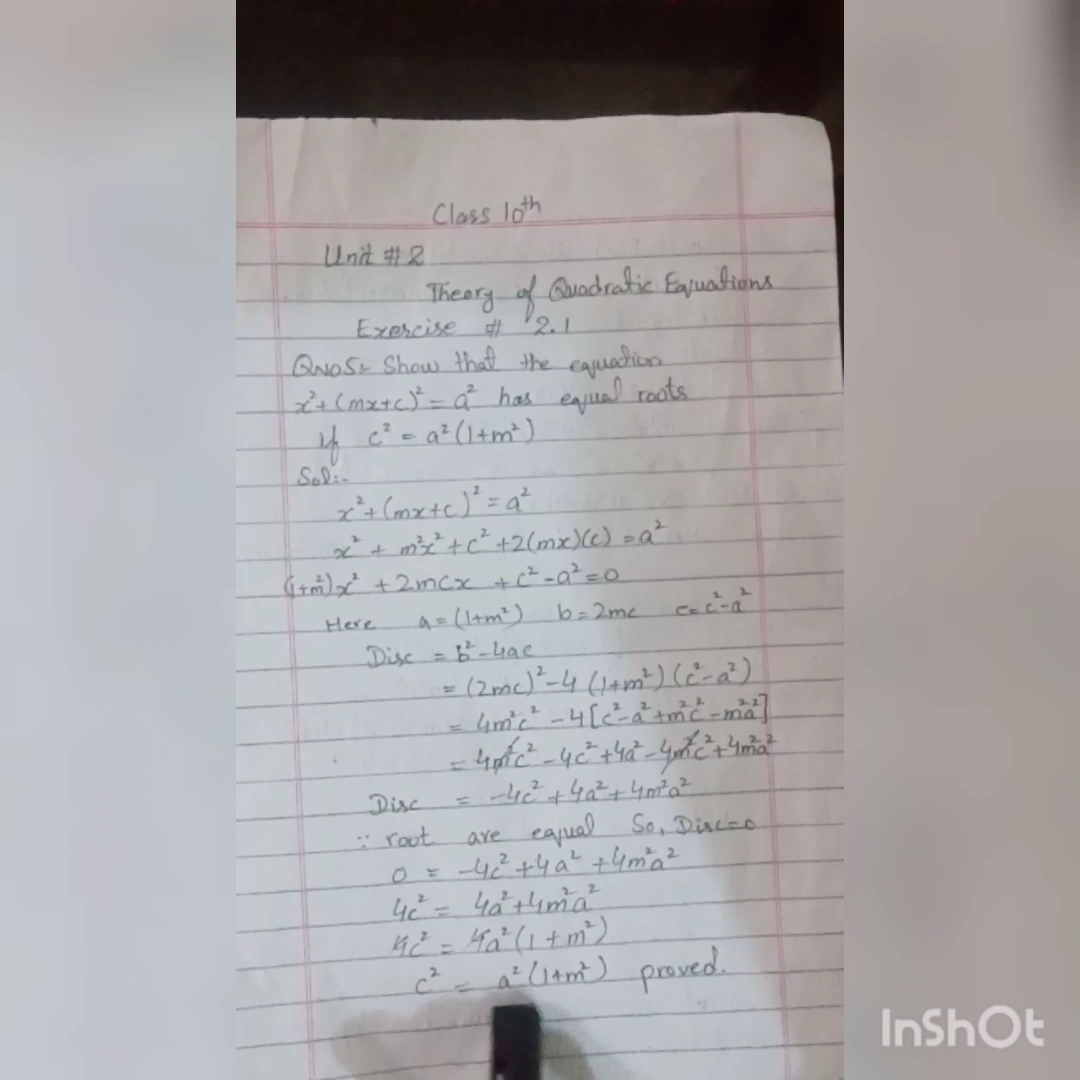 Class 10th
Unit # 2
Theory of Quadratic Equations
Exercise # 2.1
QNo5:- Show that the equation
x²+(mx+c)² = a² has equal roots
If c² = a²(1+m²)
Sol:-
x²+(mx+c)² = a²
x² + m²x² + c² + 2(mx)(c) = a²
(1+m²)x² + 2mcx + c² - a² = 0
Here a = (1+m²) b = 2mc c = c² - a²
Disc = b² - 4ac
= (2mc)² - 4 (1+m²) (c² - a²)
= 4m²c² - 4[c² - a² + m²c² - m²a²]
= 4m²c² - 4c² + 4a² - 4m²c² + 4m²a²
Disc = -4c² + 4a² + 4m²a²
∵ root are equal So, Disc=0
0 = -4c² + 4a² + 4m²a²
4c² = 4a² + 4m²a²
4c² = 4a²(1+m²)
c² = a²(1+m²) proved.
InShOt